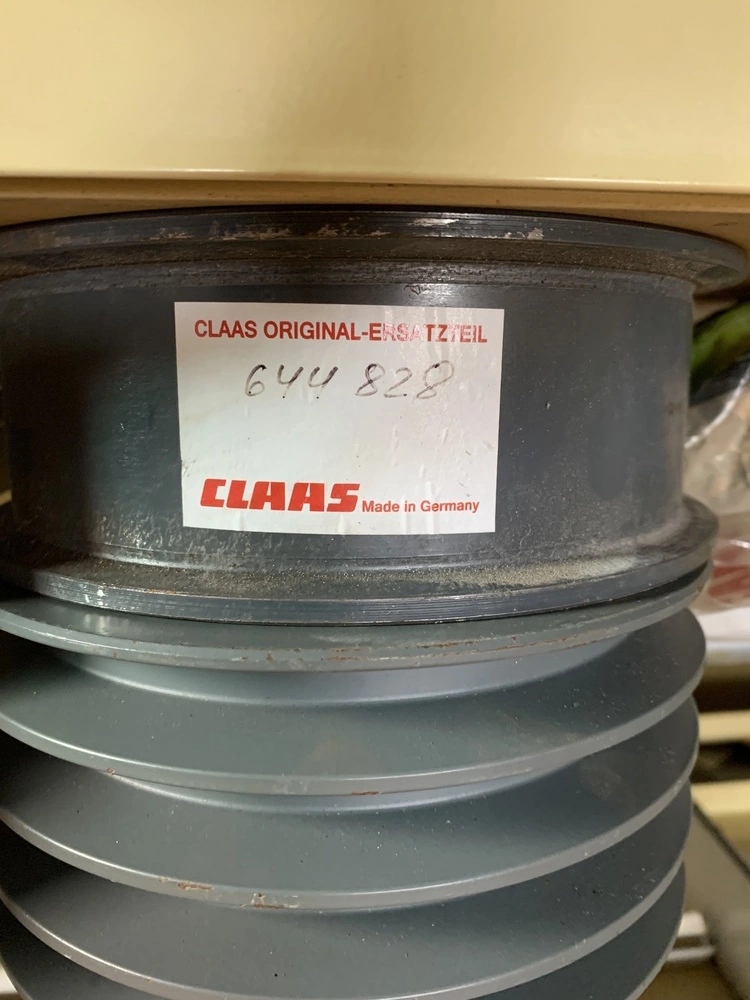 CLAAS ORIGINAL-ERSATZTEIL
644 828
CLAAS Made in Germany